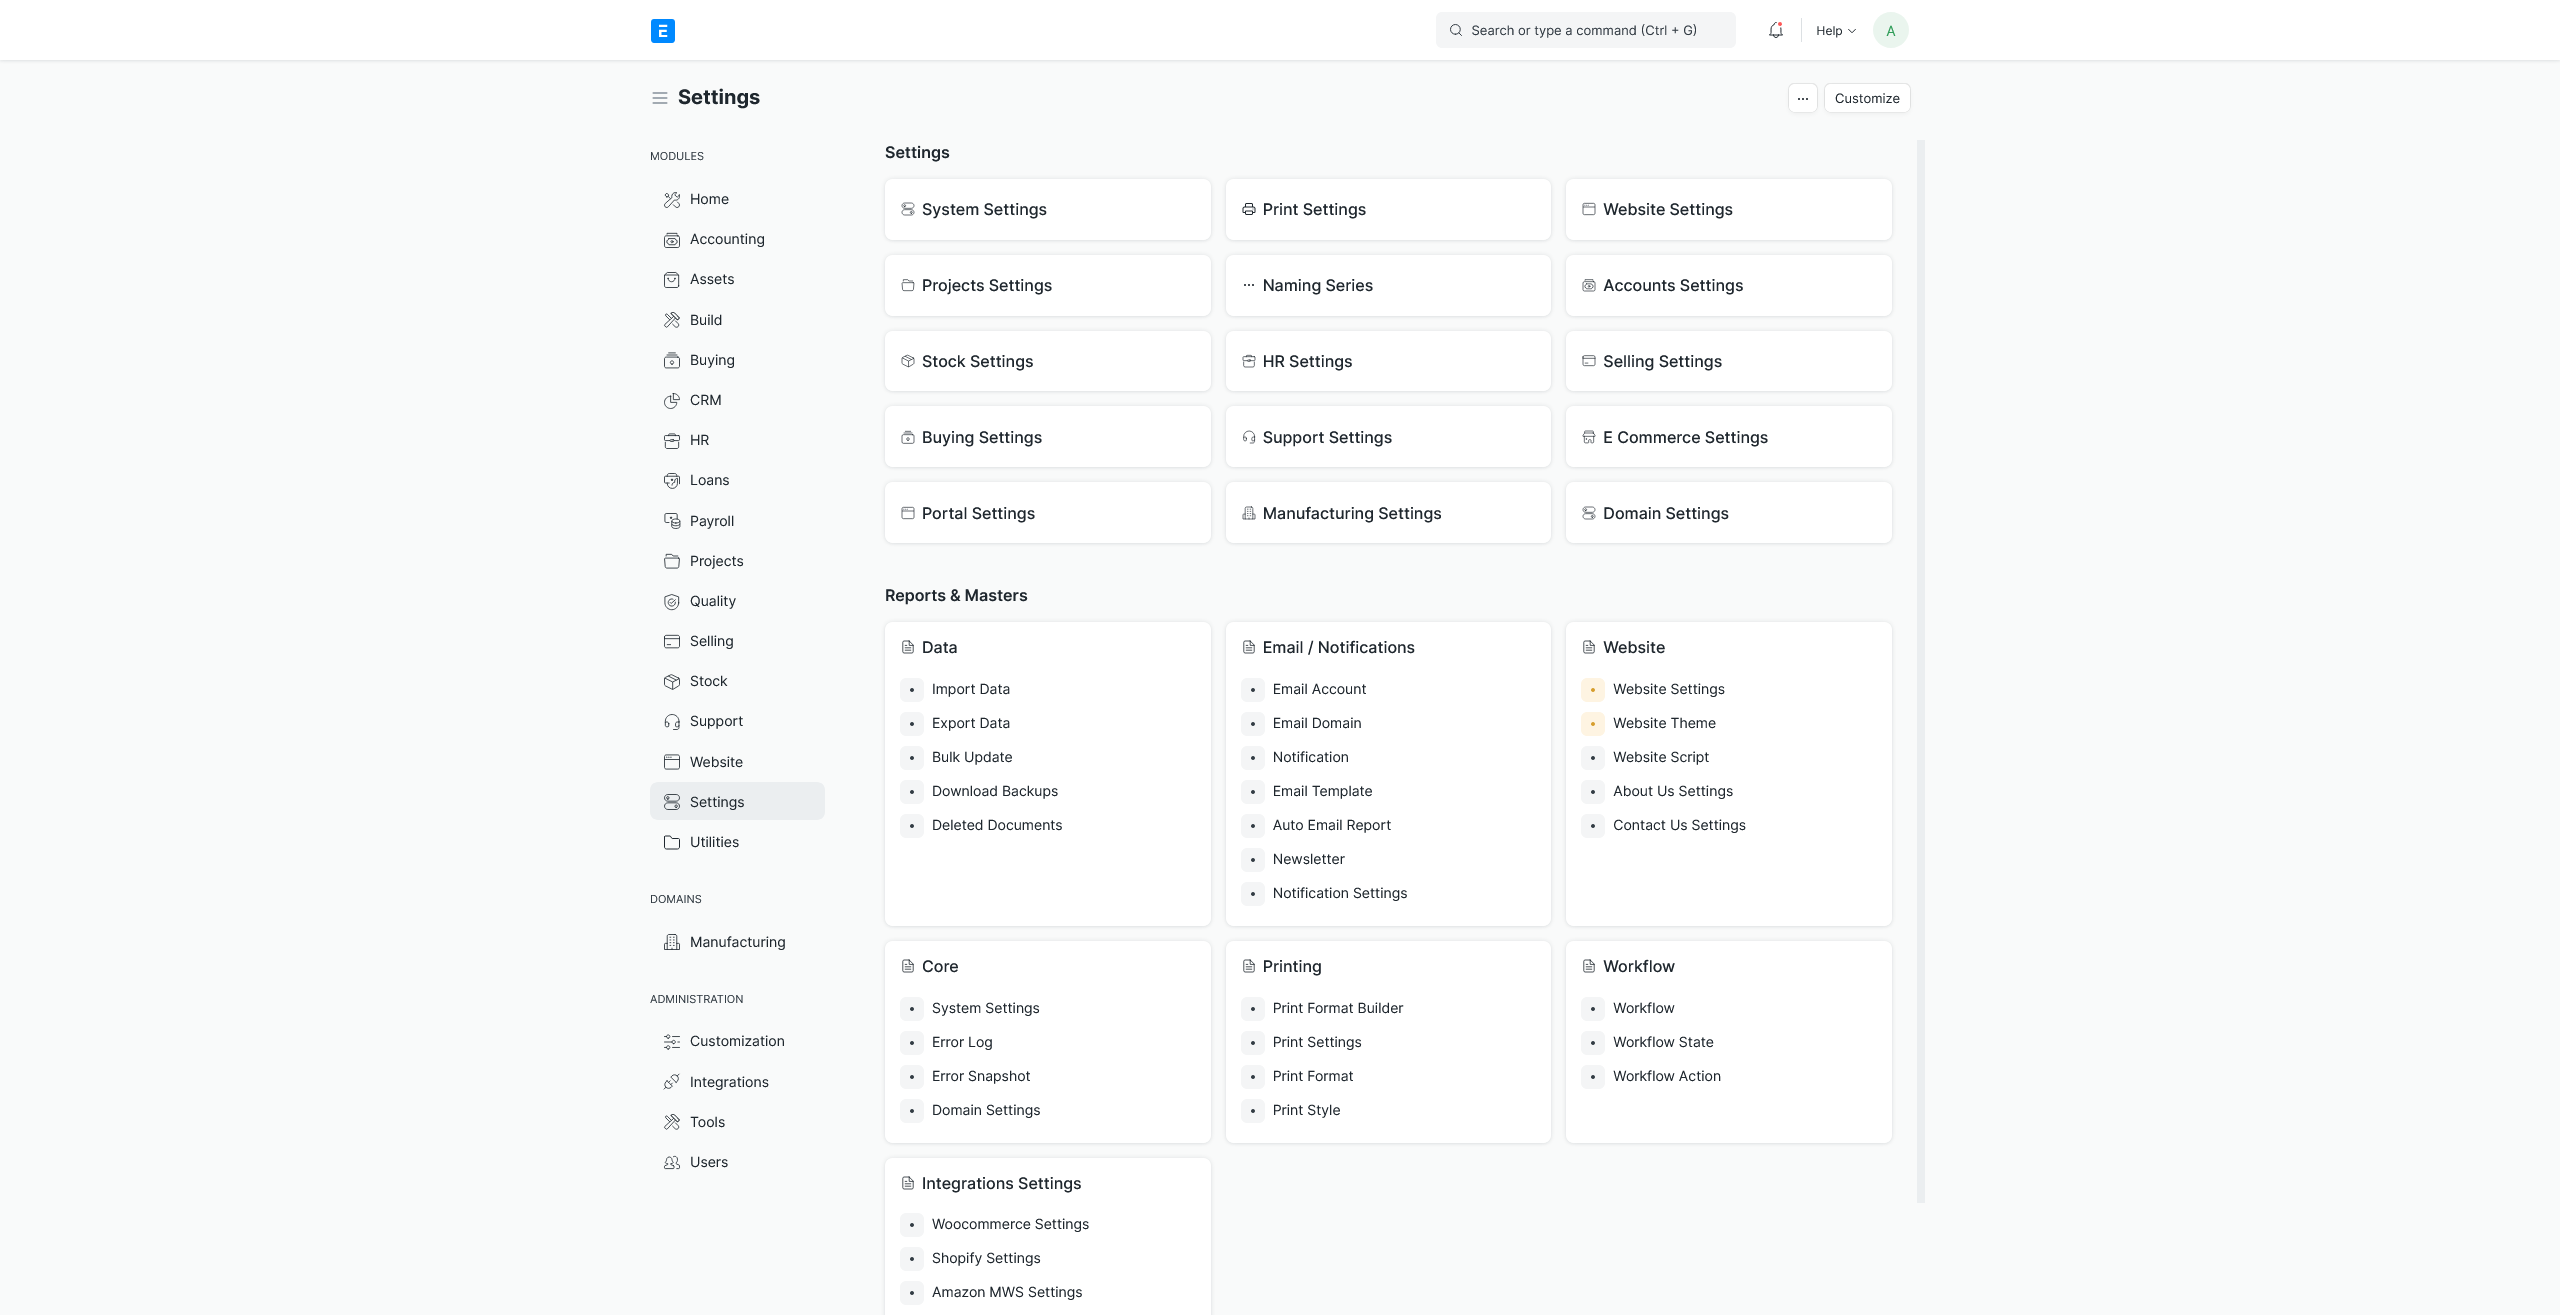 E
Search or type a command (Ctrl + G)
Help
A
Settings
Customize
MODULES
Home
Accounting
Assets
Build
Buying
CRM
HR
Loans
Payroll
Projects
Quality
Selling
Stock
Support
Website
Settings
Utilities
DOMAINS
Manufacturing
ADMINISTRATION
Customization
Integrations
Tools
Users
Settings
System Settings
Print Settings
Website Settings
Projects Settings
Naming Series
Accounts Settings
Stock Settings
HR Settings
Selling Settings
Buying Settings
Support Settings
E Commerce Settings
Portal Settings
Manufacturing Settings
Domain Settings
Reports & Masters
Data
Import Data
Export Data
Bulk Update
Download Backups
Deleted Documents
Email / Notifications
Email Account
Email Domain
Notification
Email Template
Auto Email Report
Newsletter
Notification Settings
Website
Website Settings
Website Theme
Website Script
About Us Settings
Contact Us Settings
Core
System Settings
Error Log
Error Snapshot
Domain Settings
Printing
Print Format Builder
Print Settings
Print Format
Print Style
Workflow
Workflow
Workflow State
Workflow Action
Integrations Settings
Woocommerce Settings
Shopify Settings
Amazon MWS Settings